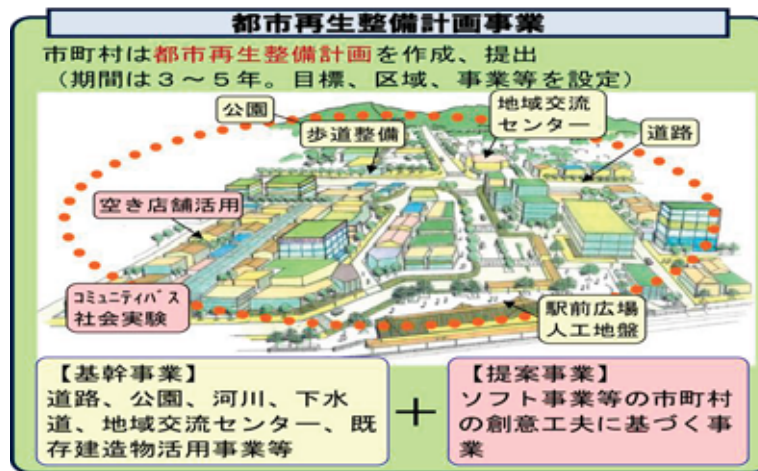 都市再生整備計画事業
市町村は都市再生整備計画を作成、提出
（期間は３～５年。目標、区域、事業等を設定）
公園
歩道整備
地域交流
センター
道路
空き店舗活用
ｺﾐｭﾆﾃｨﾊﾞｽ
社会実験
駅前広場
人工地盤
【基幹事業】
道路、公園、河川、下水
道、地域交流センター、既
存建造物活用事業等
＋
【提案事業】
ソフト事業等の市町村
の創意工夫に基づく事
業